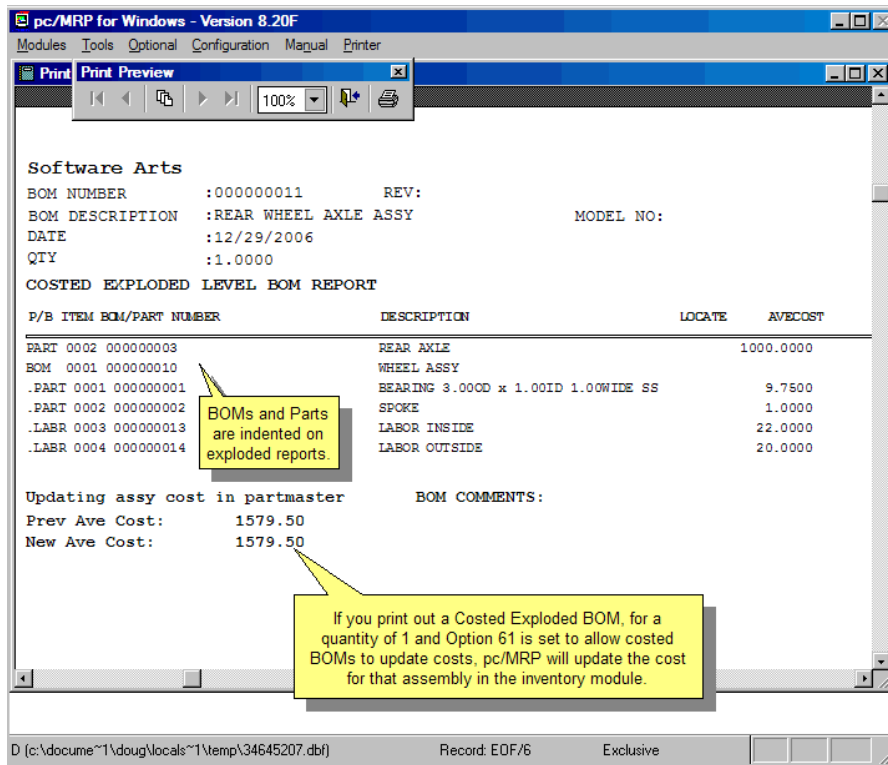 pc/MRP for Windows - Version 8.20F
Modules Tools Optional Configuration Manual Printer
Print
Print Preview
100%
Software Arts
BOM NUMBER :000000011 REV:
BOM DESCRIPTION :REAR WHEEL AXLE ASSY MODEL NO:
DATE :12/29/2006
QTY :1.0000
COSTED EXPLODED LEVEL BOM REPORT
P/B ITEM BOM/PART NUMBER DESCRIPTION LOCATE AVECOST
PART 0002 000000003 REAR AXLE 1000.0000
BOM 0001 000000010 WHEEL ASSY
.PART 0001 000000001 BEARING 3.00OD x 1.00ID 1.00WIDE SS 9.7500
.PART 0002 000000002 SPOKE 1.0000
.LABR 0003 000000013 LABOR INSIDE 22.0000
.LABR 0004 000000014 LABOR OUTSIDE 20.0000
BOMs and Parts
are indented on
exploded reports.
Updating assy cost in partmaster BOM COMMENTS:
Prev Ave Cost: 1579.50
New Ave Cost: 1579.50
If you print out a Costed Exploded BOM, for a
quantity of 1 and Option 61 is set to allow costed
BOMs to update costs, pc/MRP will update the cost
for that assembly in the inventory module.
D (c:\docume~1\doug\locals~1\temp\34645207.dbf) Record: EOF/6 Exclusive